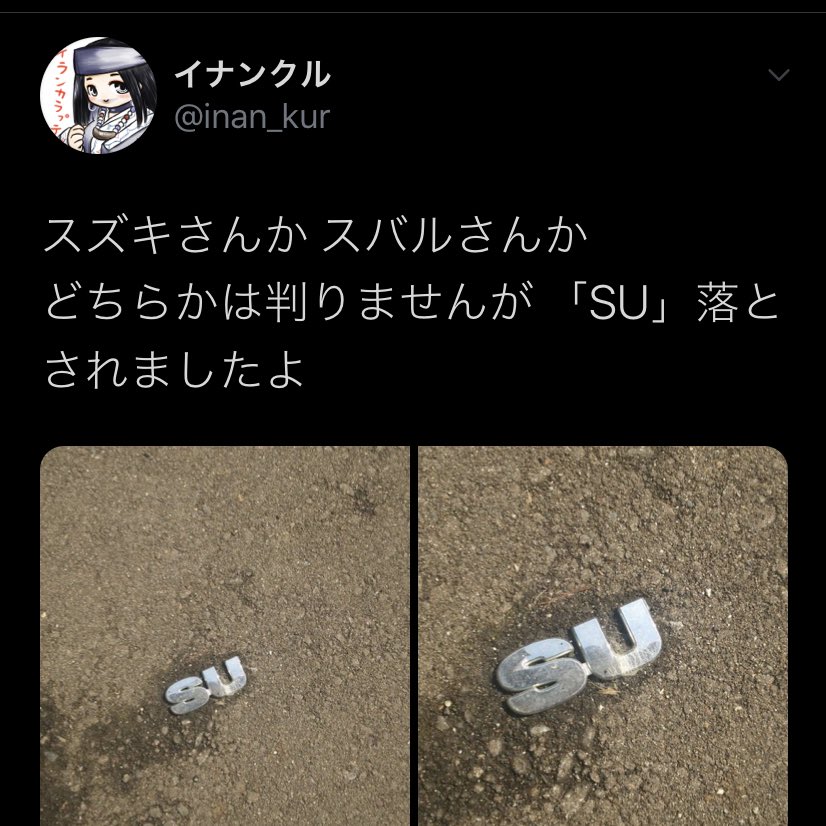 イランカラㇷ゚テ
イナンクル
@inan_kur
スズキさんか スバルさんか
どちらかは判りませんが 「SU」落と
されましたよ
SU
SU